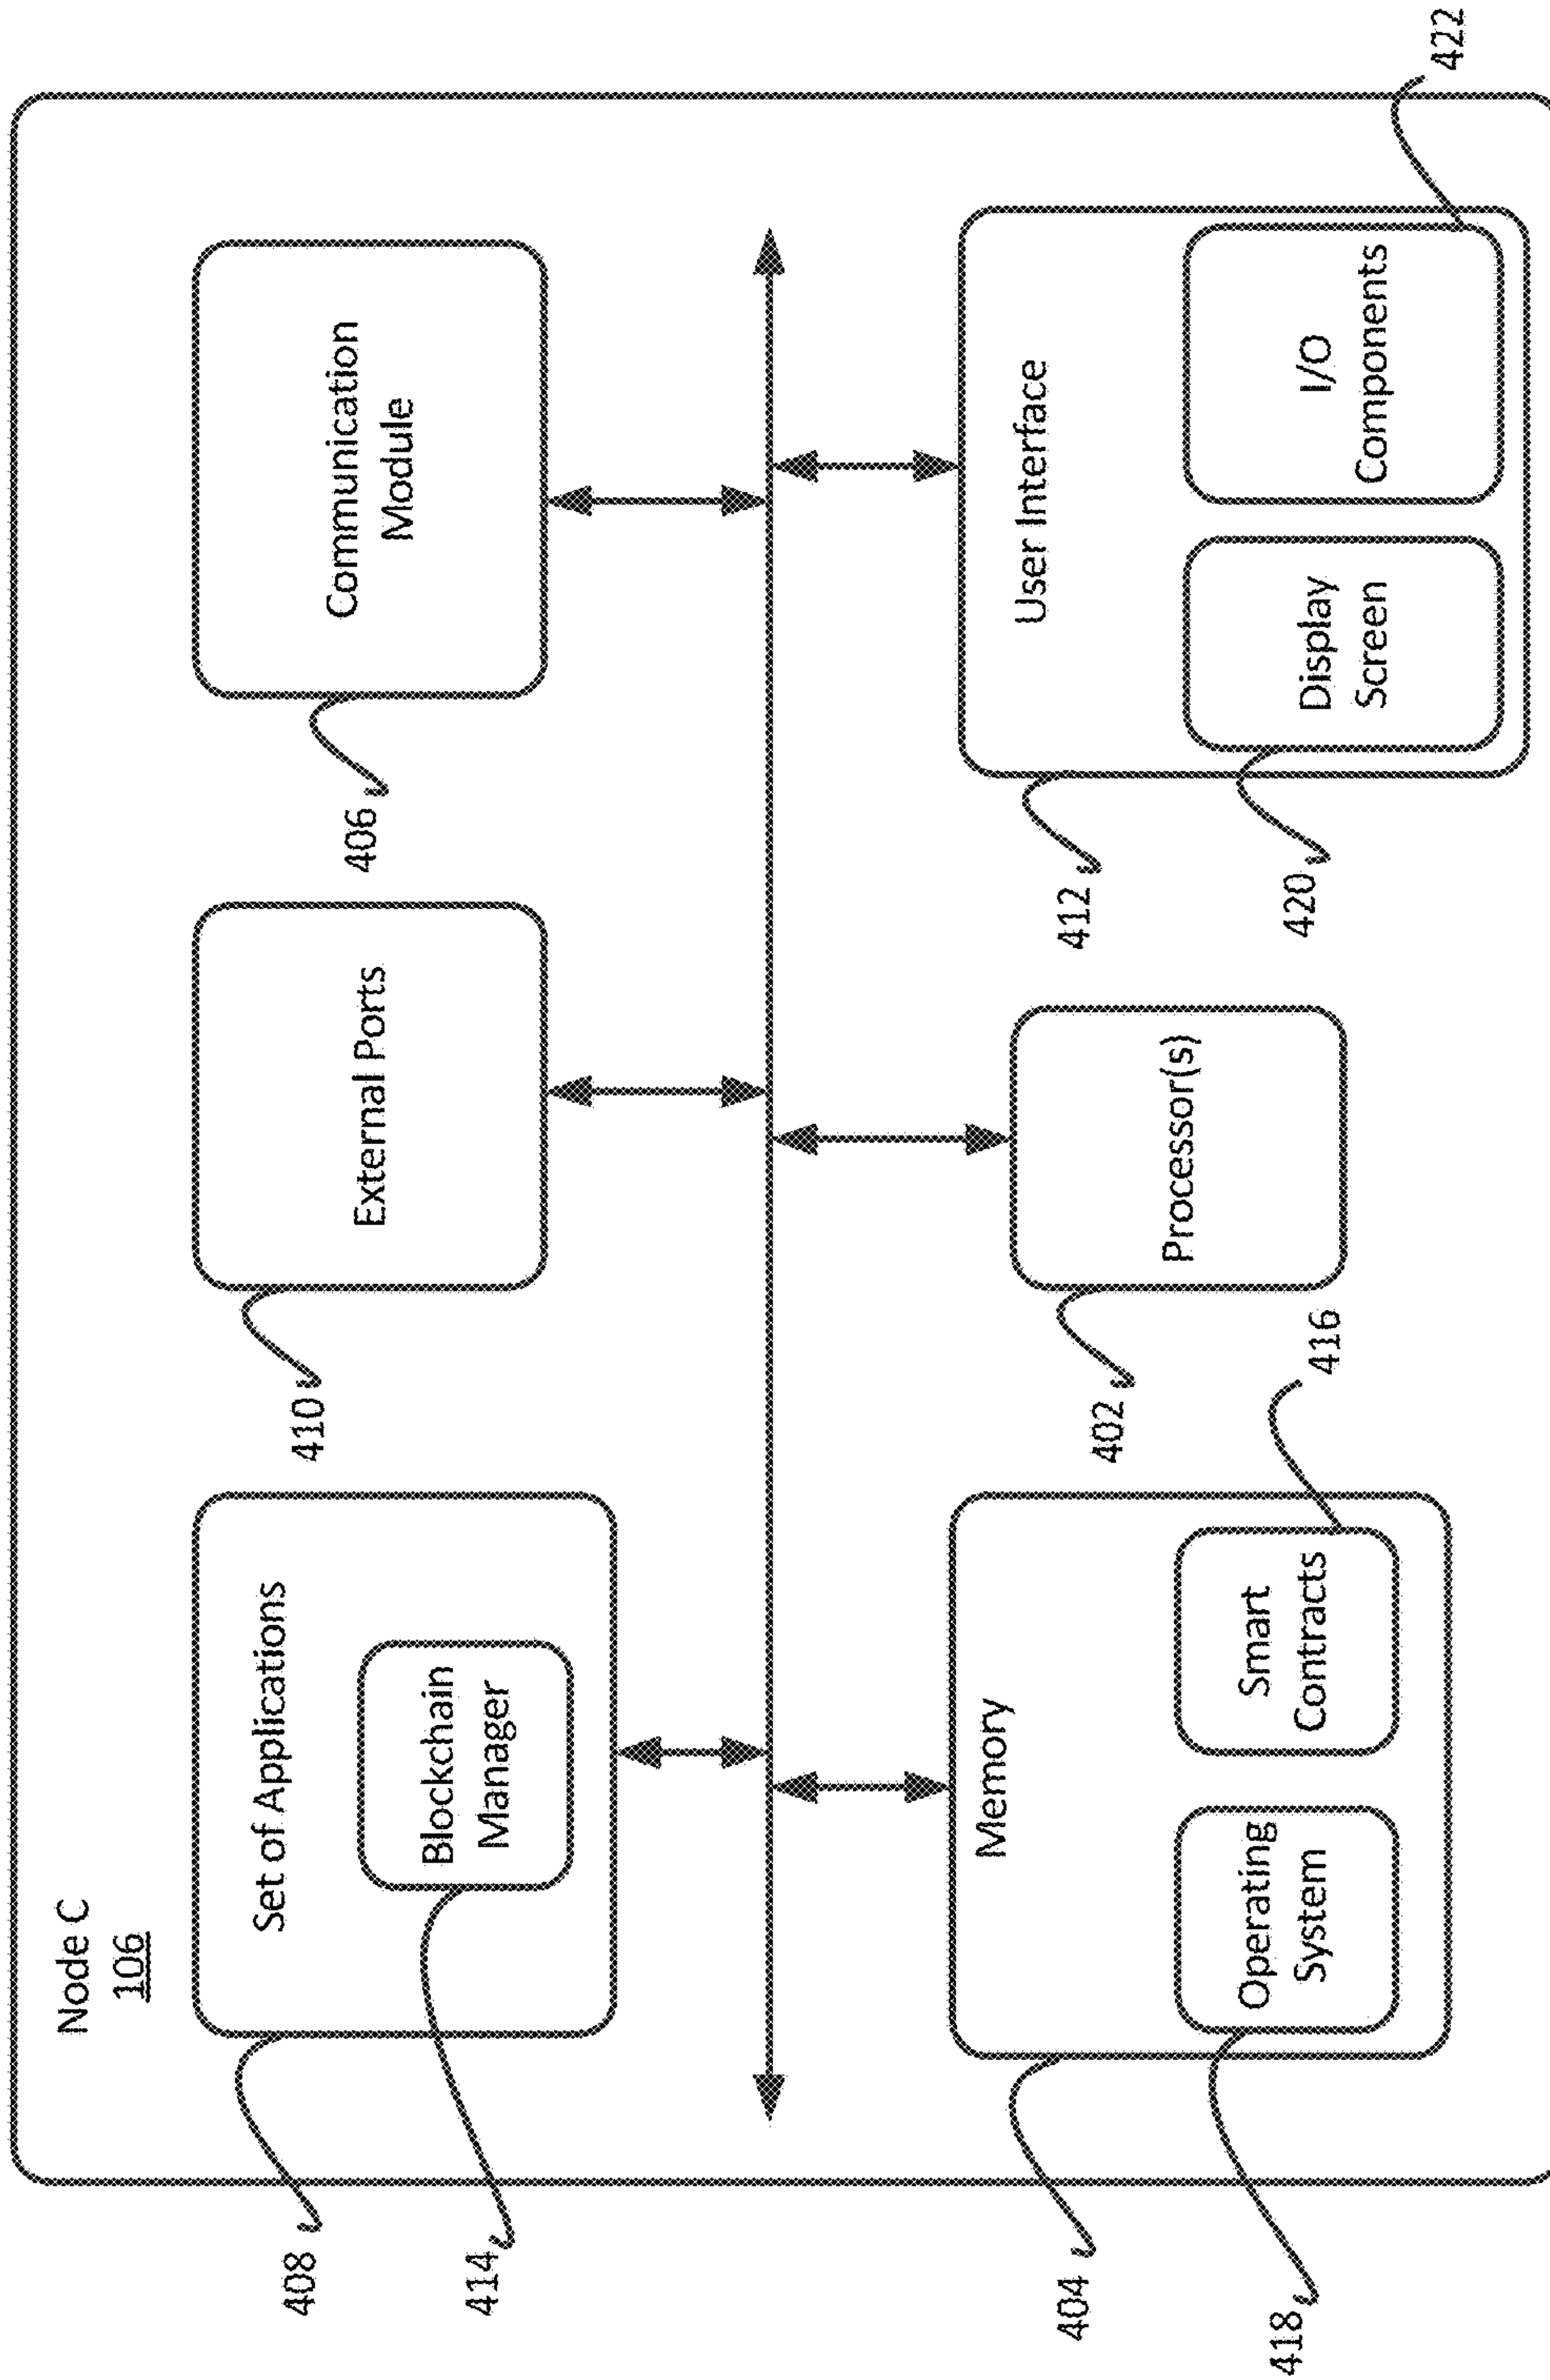 Node C
106
Set of Applications
Blockchain
Manager
408
414
External Ports
410
Communication
Module
406
Memory
Operating
System
Smart
Contracts
404
418
416
Processor(s)
402
User Interface
Display
Screen
I/O
Components
412
420
422